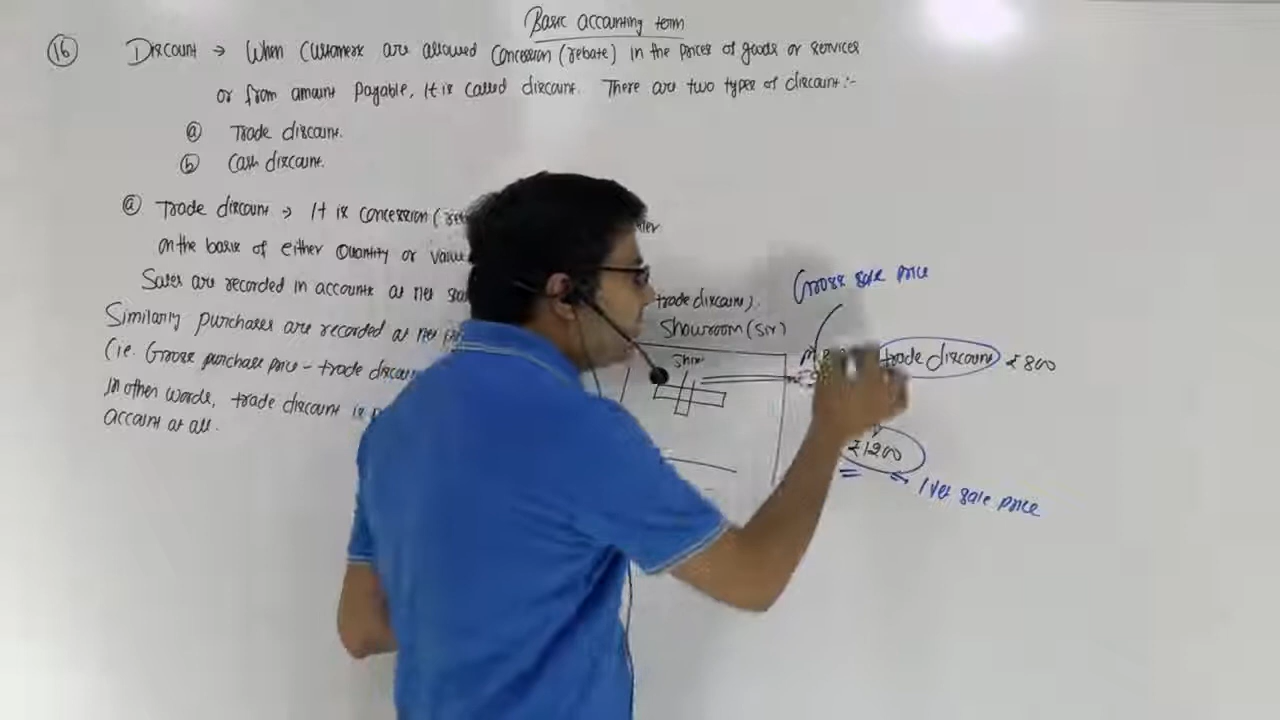 Basic accounting term
16 Discount → When customers are allowed concession (rebate) in the prices of goods or services
or from amount payable, It is called discount. There are two types of discount:-
a Trade discount.
b Cash discount.
a Trade discount → It is concession (
on the basis of either Quantity or value
Sales are recorded in accounts at net
trade discount).
Similarly purchases are recorded at net
(i.e. Gross purchase price - trade
In other words, trade discount is
account at all.
Showroom (Sir)
Shirt
Gross sale price
trade discount ₹800
₹1200
Net sale price